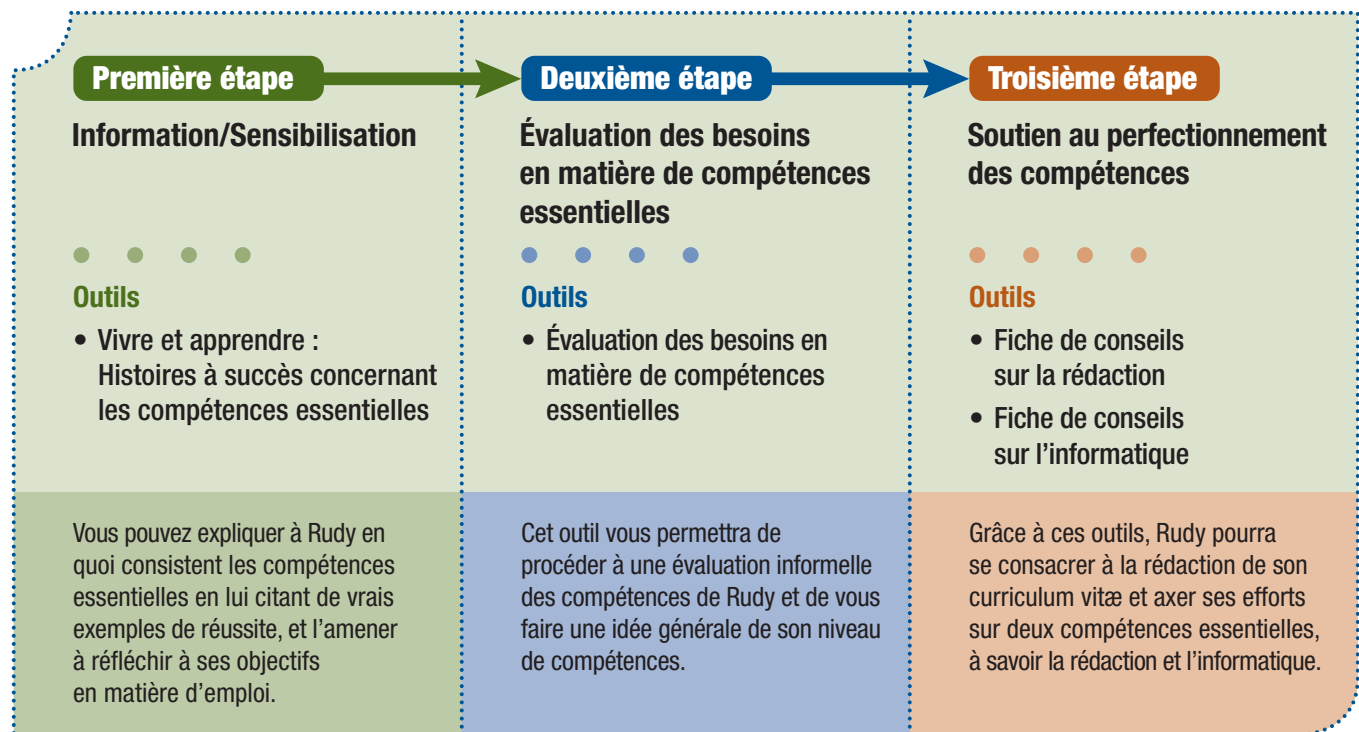 Première étape
Information/Sensibilisation
Outils
• Vivre et apprendre :
Histoires à succès concernant
les compétences essentielles
Vous pouvez expliquer à Rudy en
quoi consistent les compétences
essentielles en lui citant de vrais
exemples de réussite, et l'amener
à réfléchir à ses objectifs
en matière d'emploi.
Deuxième étape
Évaluation des besoins
en matière de compétences
essentielles
Outils
• Évaluation des besoins en
matière de compétences
essentielles
Cet outil vous permettra de
procéder à une évaluation informelle
des compétences de Rudy et de vous
faire une idée générale de son niveau
de compétences.
Troisième étape
Soutien au perfectionnement
des compétences
Outils
• Fiche de conseils
sur la rédaction
• Fiche de conseils
sur l'informatique
Grâce à ces outils, Rudy pourra
se consacrer à la rédaction de son
curriculum vitæ et axer ses efforts
sur deux compétences essentielles,
à savoir la rédaction et l'informatique.